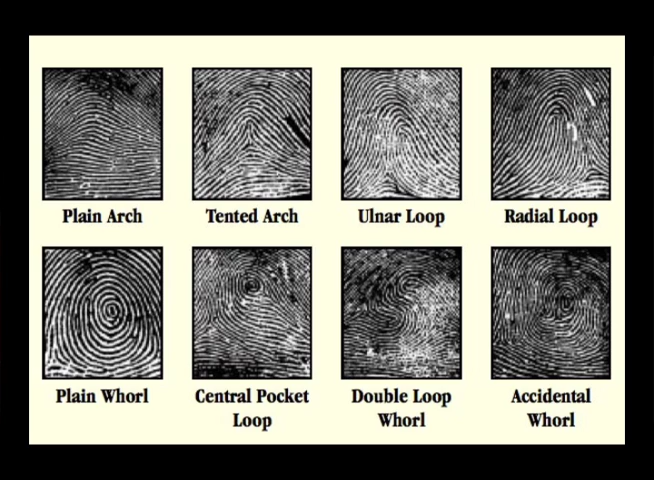 Plain Arch
Tented Arch
Ulnar Loop
Radial Loop
Plain Whorl
Central Pocket
Loop
Double Loop
Whorl
Accidental
Whorl